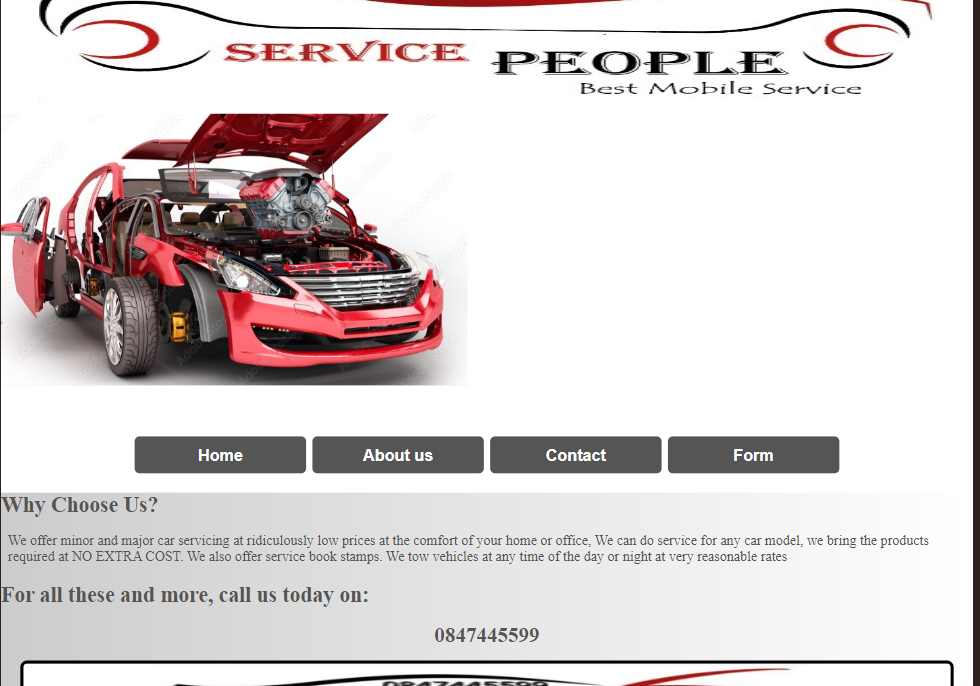 SERVICE PEOPLE
Best Mobile Service
Home About us Contact Form
Why Choose Us?
We offer minor and major car servicing at ridiculously low prices at the comfort of your home or office, We can do service for any car model, we bring the products
required at NO EXTRA COST. We also offer service book stamps. We tow vehicles at any time of the day or night at very reasonable rates
For all these and more, call us today on:
0847445599
0847445599